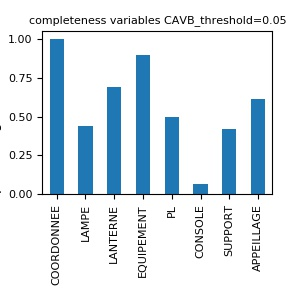 completeness variables CAVB_threshold=0.05
1.00
0.75
0.50
0.25
0.00
COORDONNEE
LAMPE
LANTERNE
EQUIPEMENT
PL
CONSOLE
SUPPORT
APPEILLAGE